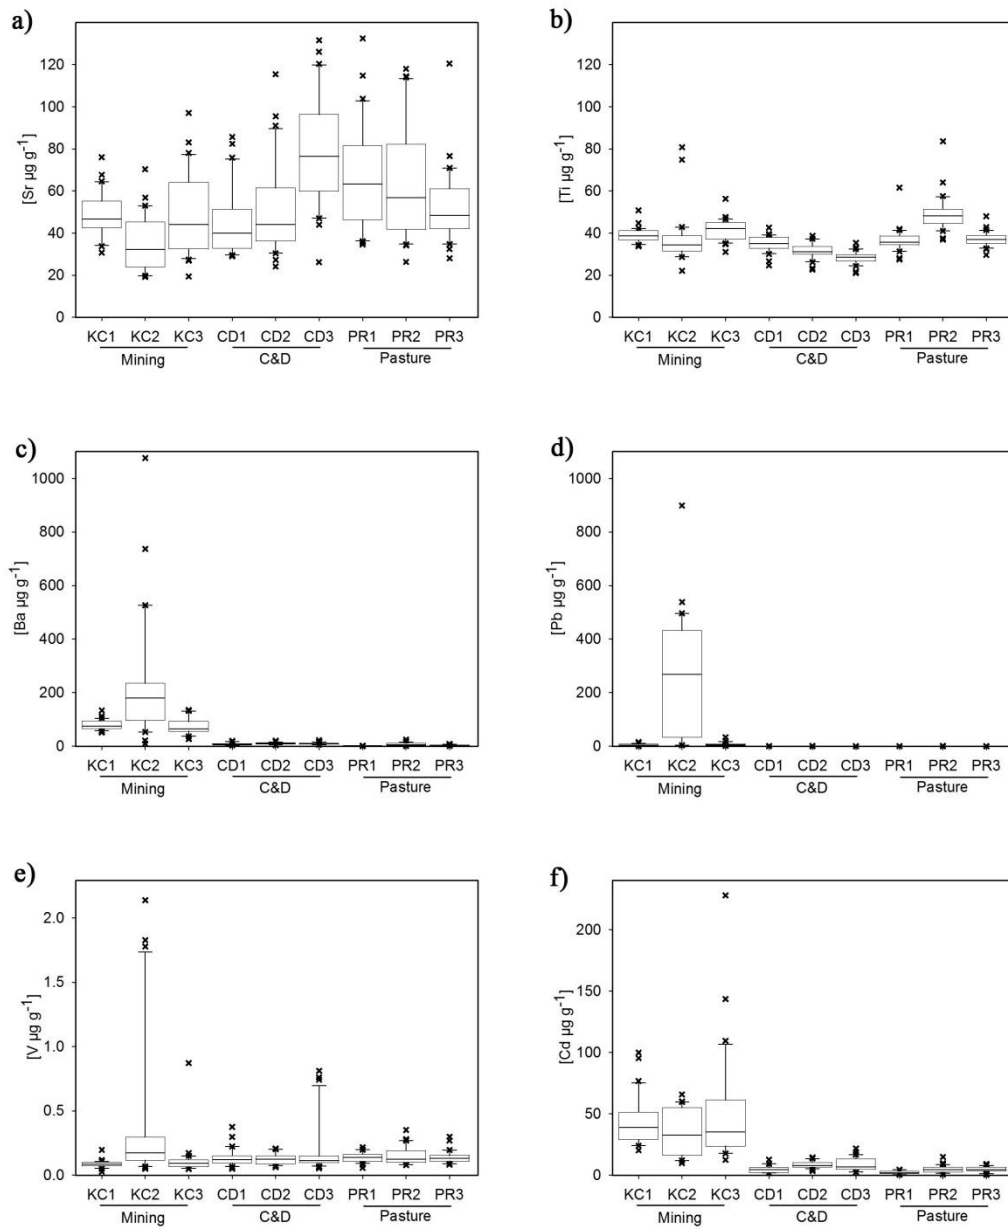 a)
[Sr µg g⁻¹]
120
100
80
60
40
20
0
KC1 KC2 KC3 CD1 CD2 CD3 PR1 PR2 PR3
Mining C&D Pasture
b)
[Ti µg g⁻¹]
120
100
80
60
40
20
0
KC1 KC2 KC3 CD1 CD2 CD3 PR1 PR2 PR3
Mining C&D Pasture
c)
[Ba µg g⁻¹]
1000
800
600
400
200
0
KC1 KC2 KC3 CD1 CD2 CD3 PR1 PR2 PR3
Mining C&D Pasture
d)
[Pb µg g⁻¹]
1000
800
600
400
200
0
KC1 KC2 KC3 CD1 CD2 CD3 PR1 PR2 PR3
Mining C&D Pasture
e)
[V µg g⁻¹]
2.0
1.5
1.0
0.5
0.0
KC1 KC2 KC3 CD1 CD2 CD3 PR1 PR2 PR3
Mining C&D Pasture
f)
[Cd µg g⁻¹]
200
150
100
50
0
KC1 KC2 KC3 CD1 CD2 CD3 PR1 PR2 PR3
Mining C&D Pasture